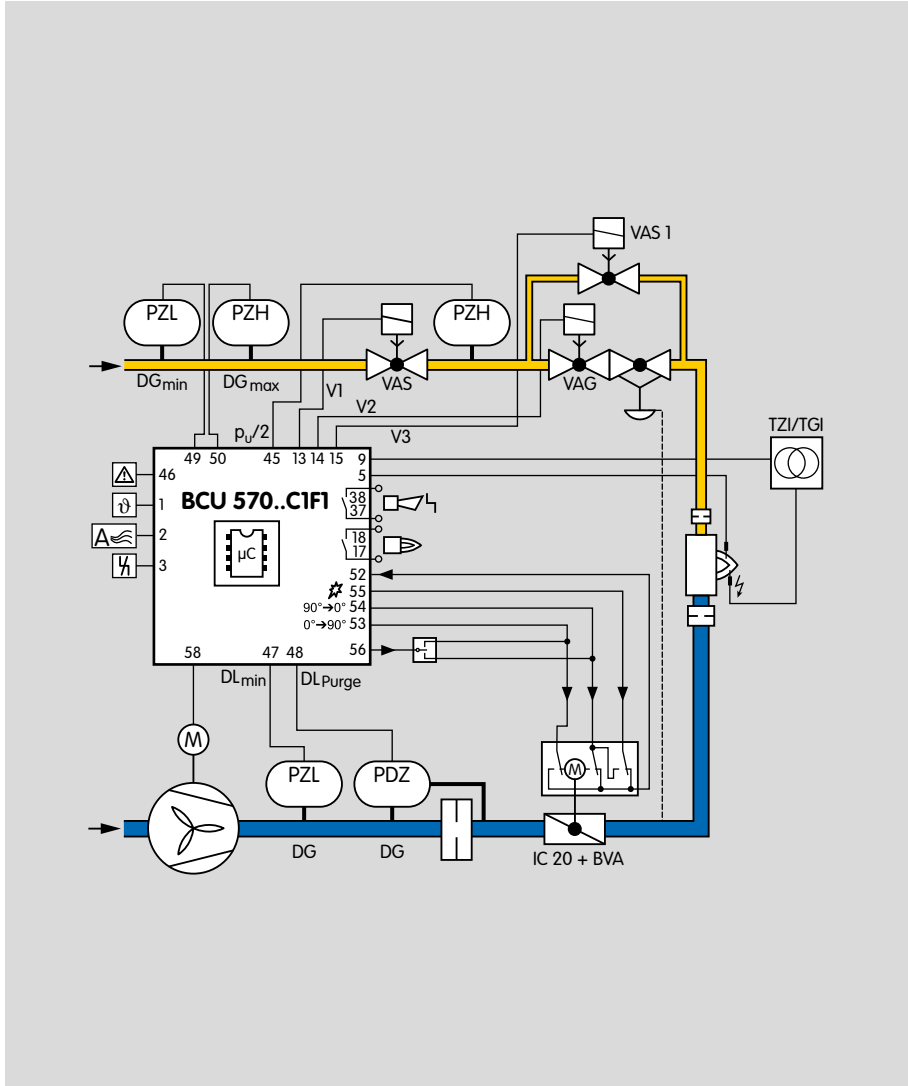 VAS 1
PZL
PZH
PZH
DGmin
DGmax
VAS
VAG
V1
V2
V3
pu/2
TZI/TGI
49 50 45 13 14 15 9
46
5
1
BCU 570..C1F1
38
37
A
2
18
17
µC
3
52
55
90°→0° 54
0°→90° 53
56
58 47 48
DLmin
DLPurge
M
PZL
PDZ
M
DG
DG
IC 20 + BVA
ϑ